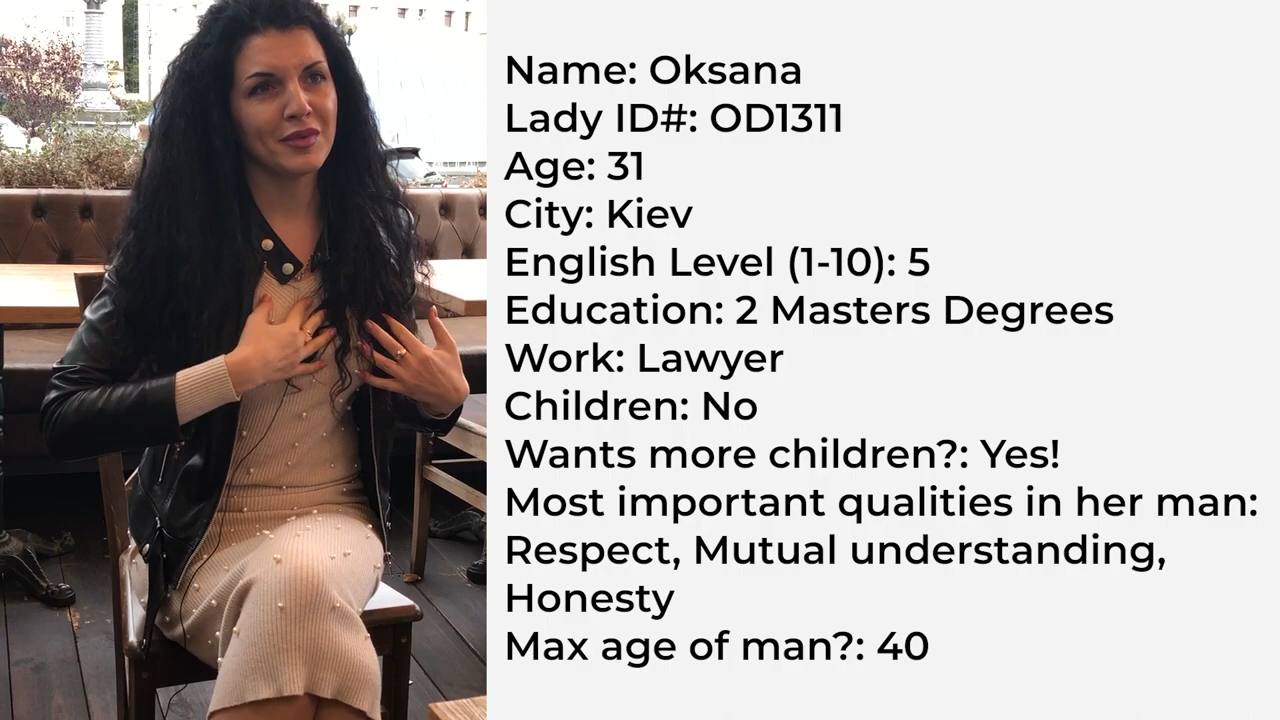 Name: Oksana
Lady ID#: OD1311
Age: 31
City: Kiev
English Level (1-10): 5
Education: 2 Masters Degrees
Work: Lawyer
Children: No
Wants more children?: Yes!
Most important qualities in her man:
Respect, Mutual understanding,
Honesty
Max age of man?: 40